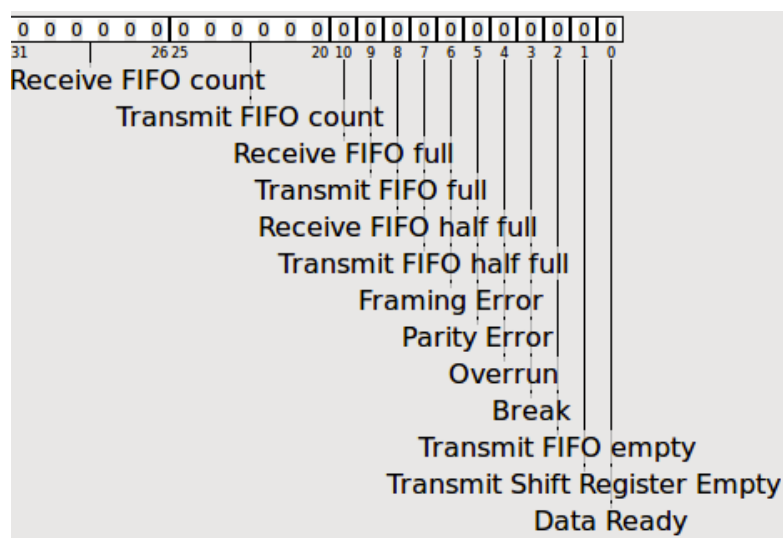 0 0 0 0 0 0 0 0 0 0 0 0 0 0 0 0 0 0 0 0 0 0 0
31 26 25 20 10 9 8 7 6 5 4 3 2 1 0
Receive FIFO count
Transmit FIFO count
Receive FIFO full
Transmit FIFO full
Receive FIFO half full
Transmit FIFO half full
Framing Error
Parity Error
Overrun
Break
Transmit FIFO empty
Transmit Shift Register Empty
Data Ready